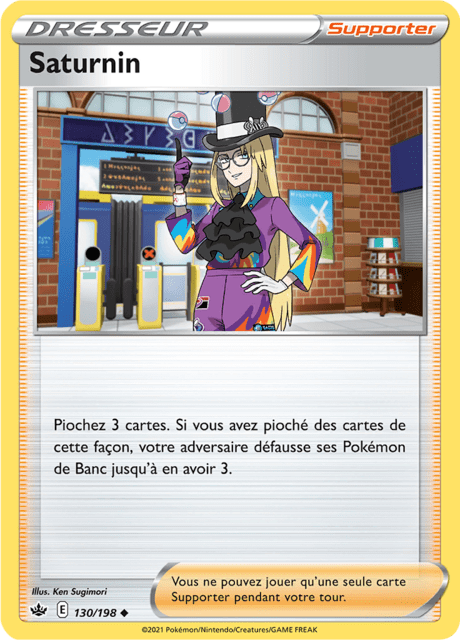 DRESSEUR
Supporter
Saturnin
Piochez 3 cartes. Si vous avez pioché des cartes de
cette façon, votre adversaire défausse ses Pokémon
de Banc jusqu'à en avoir 3.
Illus. Ken Sugimori
Vous ne pouvez jouer qu'une seule carte
Supporter pendant votre tour.
E 130/198
©2021 Pokémon/Nintendo/Creatures/GAME FREAK